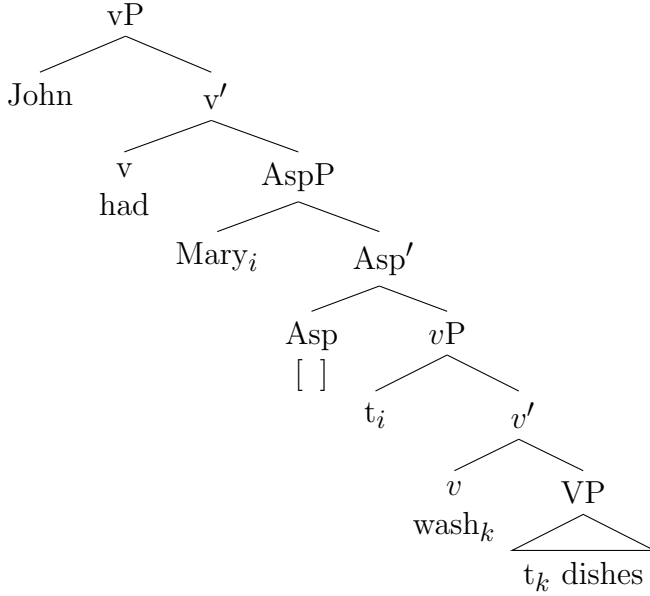 vP
John v′
v AspP
had
Mary_i Asp′
Asp vP
[ ]
t_i v′
v VP
wash_k
t_k dishes